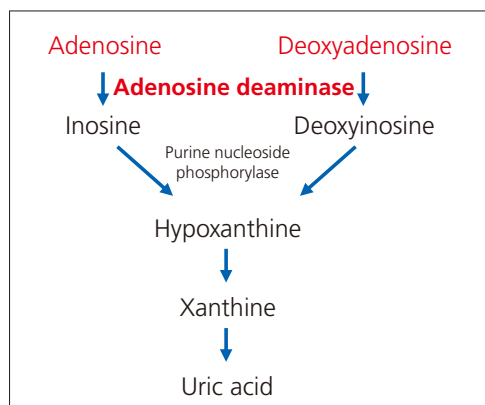 Adenosine Deoxyadenosine
Adenosine deaminase
Inosine Deoxyinosine
Purine nucleoside
phosphorylase
Hypoxanthine
Xanthine
Uric acid